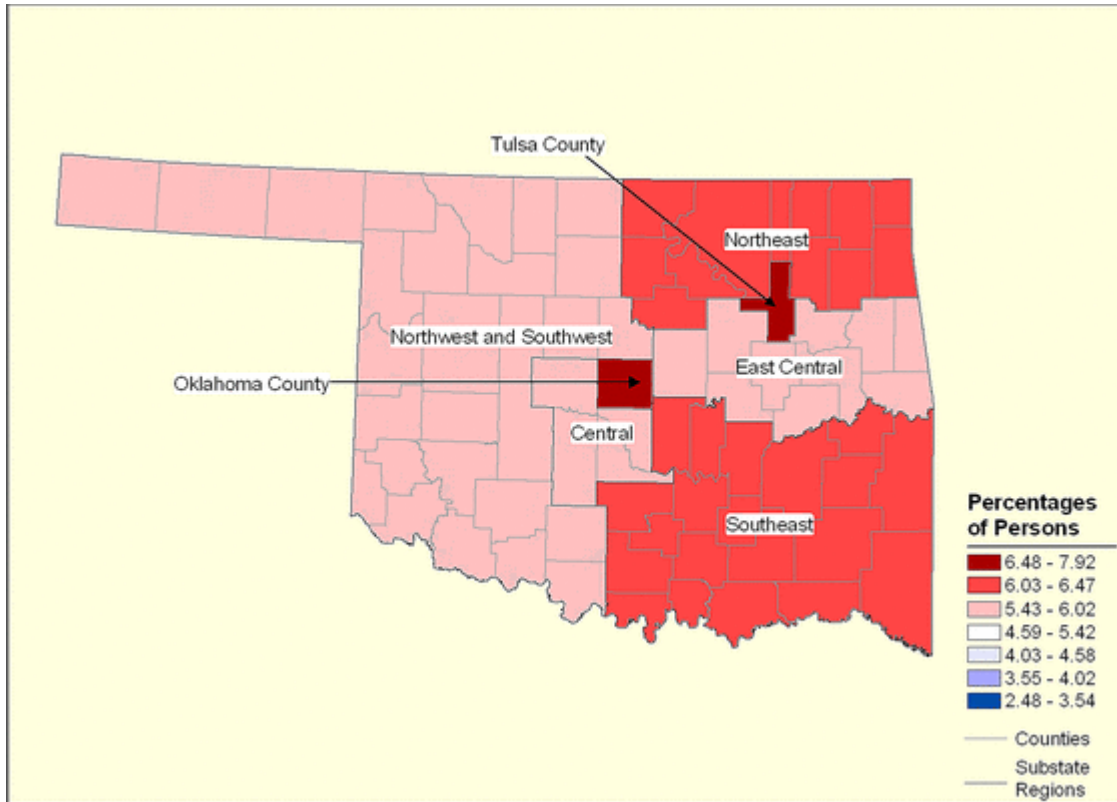 Tulsa County
Northeast
Northwest and Southwest
East Central
Oklahoma County
Central
Southeast
Percentages
of Persons
6.48 - 7.92
6.03 - 6.47
5.43 - 6.02
4.59 - 5.42
4.03 - 4.58
3.55 - 4.02
2.48 - 3.54
Counties
Substate
Regions